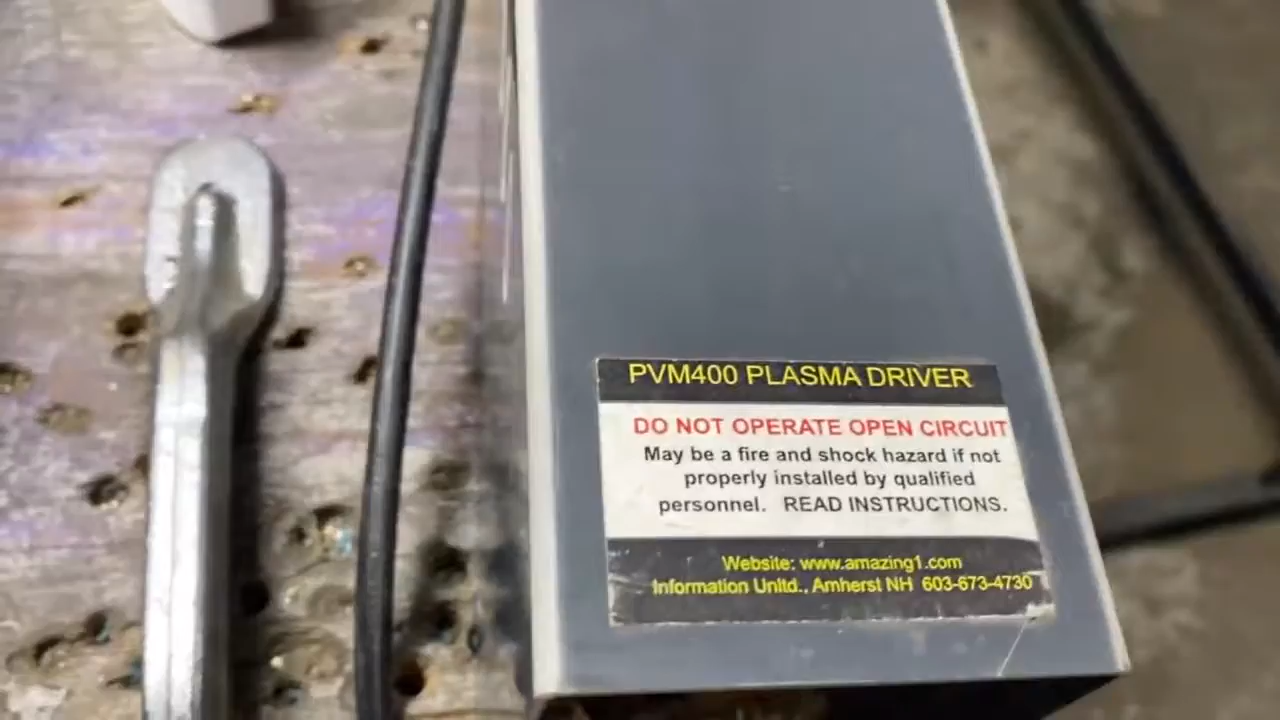 PVM400 PLASMA DRIVER
DO NOT OPERATE OPEN CIRCUIT
May be a fire and shock hazard if not
properly installed by qualified
personnel. READ INSTRUCTIONS.
Website: www.amazing1.com
Information Unltd., Amherst NH 603-673-4730